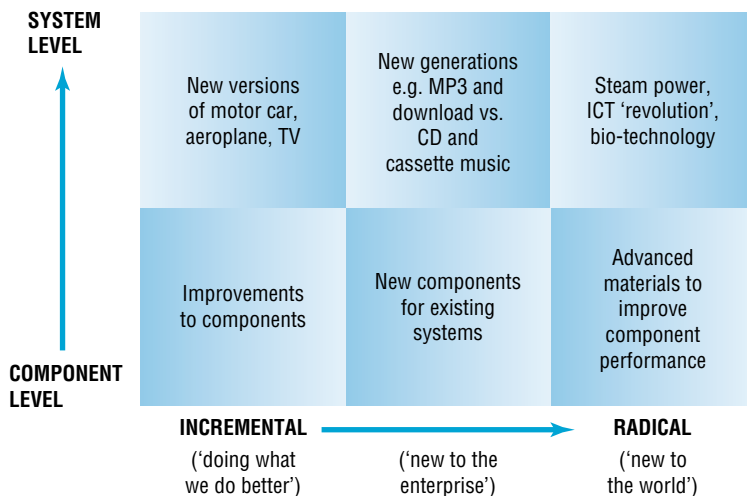 SYSTEM
LEVEL
New versions
of motor car,
aeroplane, TV
New generations
e.g. MP3 and
download vs.
CD and
cassette music
Steam power,
ICT ‘revolution’,
bio-technology
Improvements
to components
New components
for existing
systems
Advanced
materials to
improve
component
performance
COMPONENT
LEVEL
INCREMENTAL
(‘doing what
we do better’)
(‘new to the
enterprise’)
RADICAL
(‘new to
the world’)